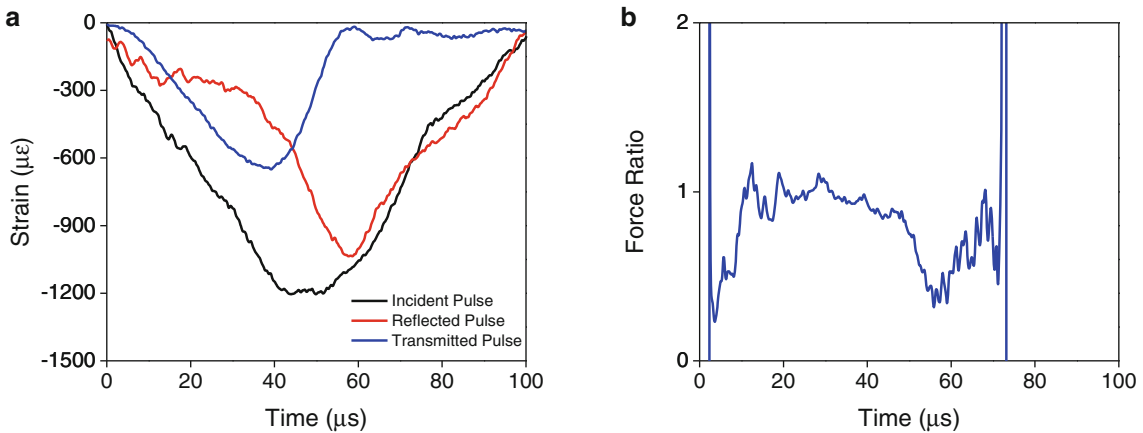 a
0
-300
-600
-900
-1200
-1500
Strain (με)
Incident Pulse
Reflected Pulse
Transmitted Pulse
0 20 40 60 80 100
Time (μs)
b
2
1
0
Force Ratio
0 20 40 60 80 100
Time (μs)